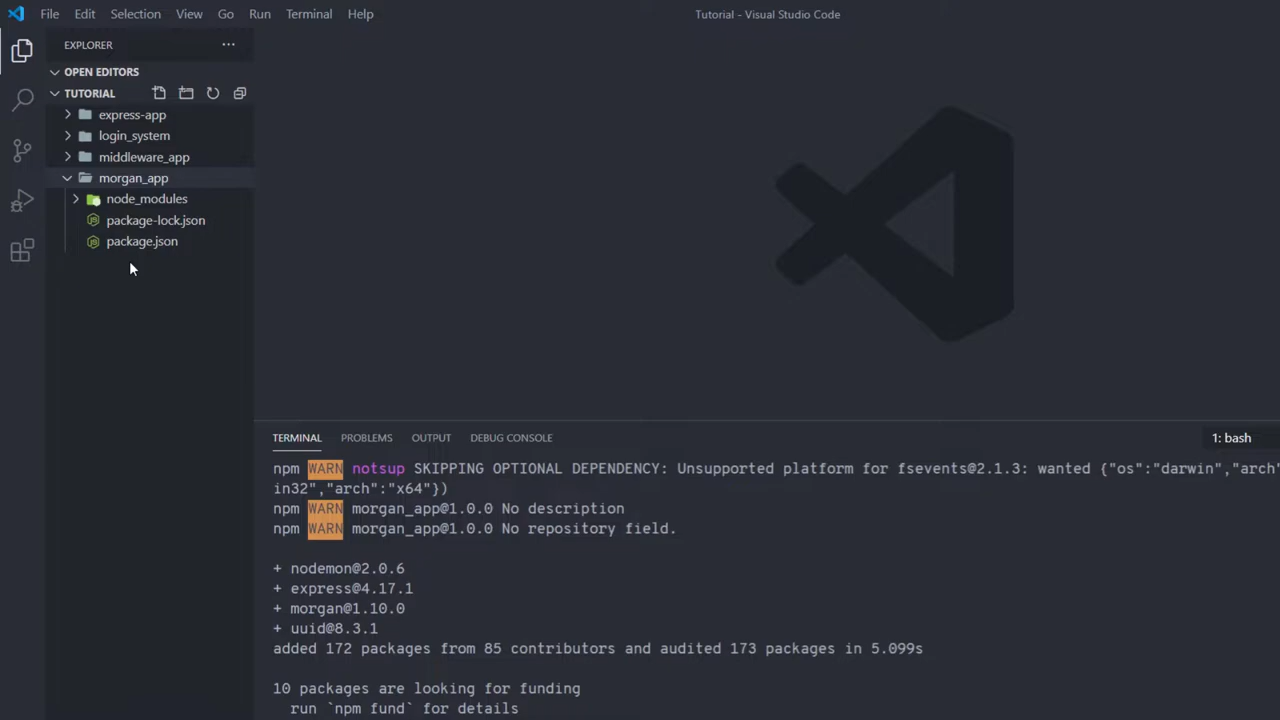 File Edit Selection View Go Run Terminal Help
Tutorial - Visual Studio Code
EXPLORER
OPEN EDITORS
TUTORIAL
express-app
login_system
middleware_app
morgan_app
node_modules
package-lock.json
package.json
TERMINAL PROBLEMS OUTPUT DEBUG CONSOLE
1: bash
npm WARN notsup SKIPPING OPTIONAL DEPENDENCY: Unsupported platform for fsevents@2.1.3: wanted {"os":"darwin","arch"
in32","arch":"x64"})
npm WARN morgan_app@1.0.0 No description
npm WARN morgan_app@1.0.0 No repository field.
+ nodemon@2.0.6
+ express@4.17.1
+ morgan@1.10.0
+ uuid@8.3.1
added 172 packages from 85 contributors and audited 173 packages in 5.099s
10 packages are looking for funding
run `npm fund` for details